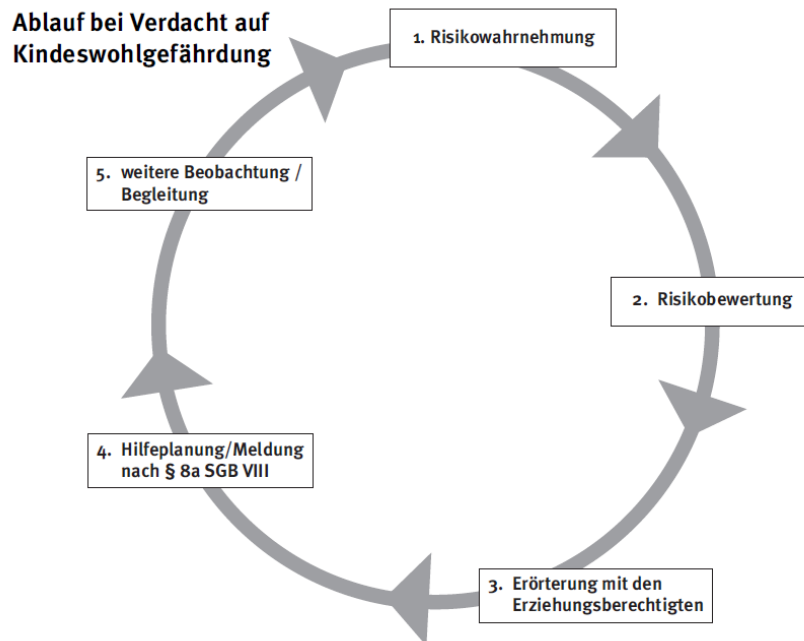 Ablauf bei Verdacht auf
Kindeswohlgefährdung
1. Risikowahrnehmung
2. Risikobewertung
3. Erörterung mit den
Erziehungsberechtigten
4. Hilfeplanung/Meldung
nach § 8a SGB VIII
5. weitere Beobachtung /
Begleitung